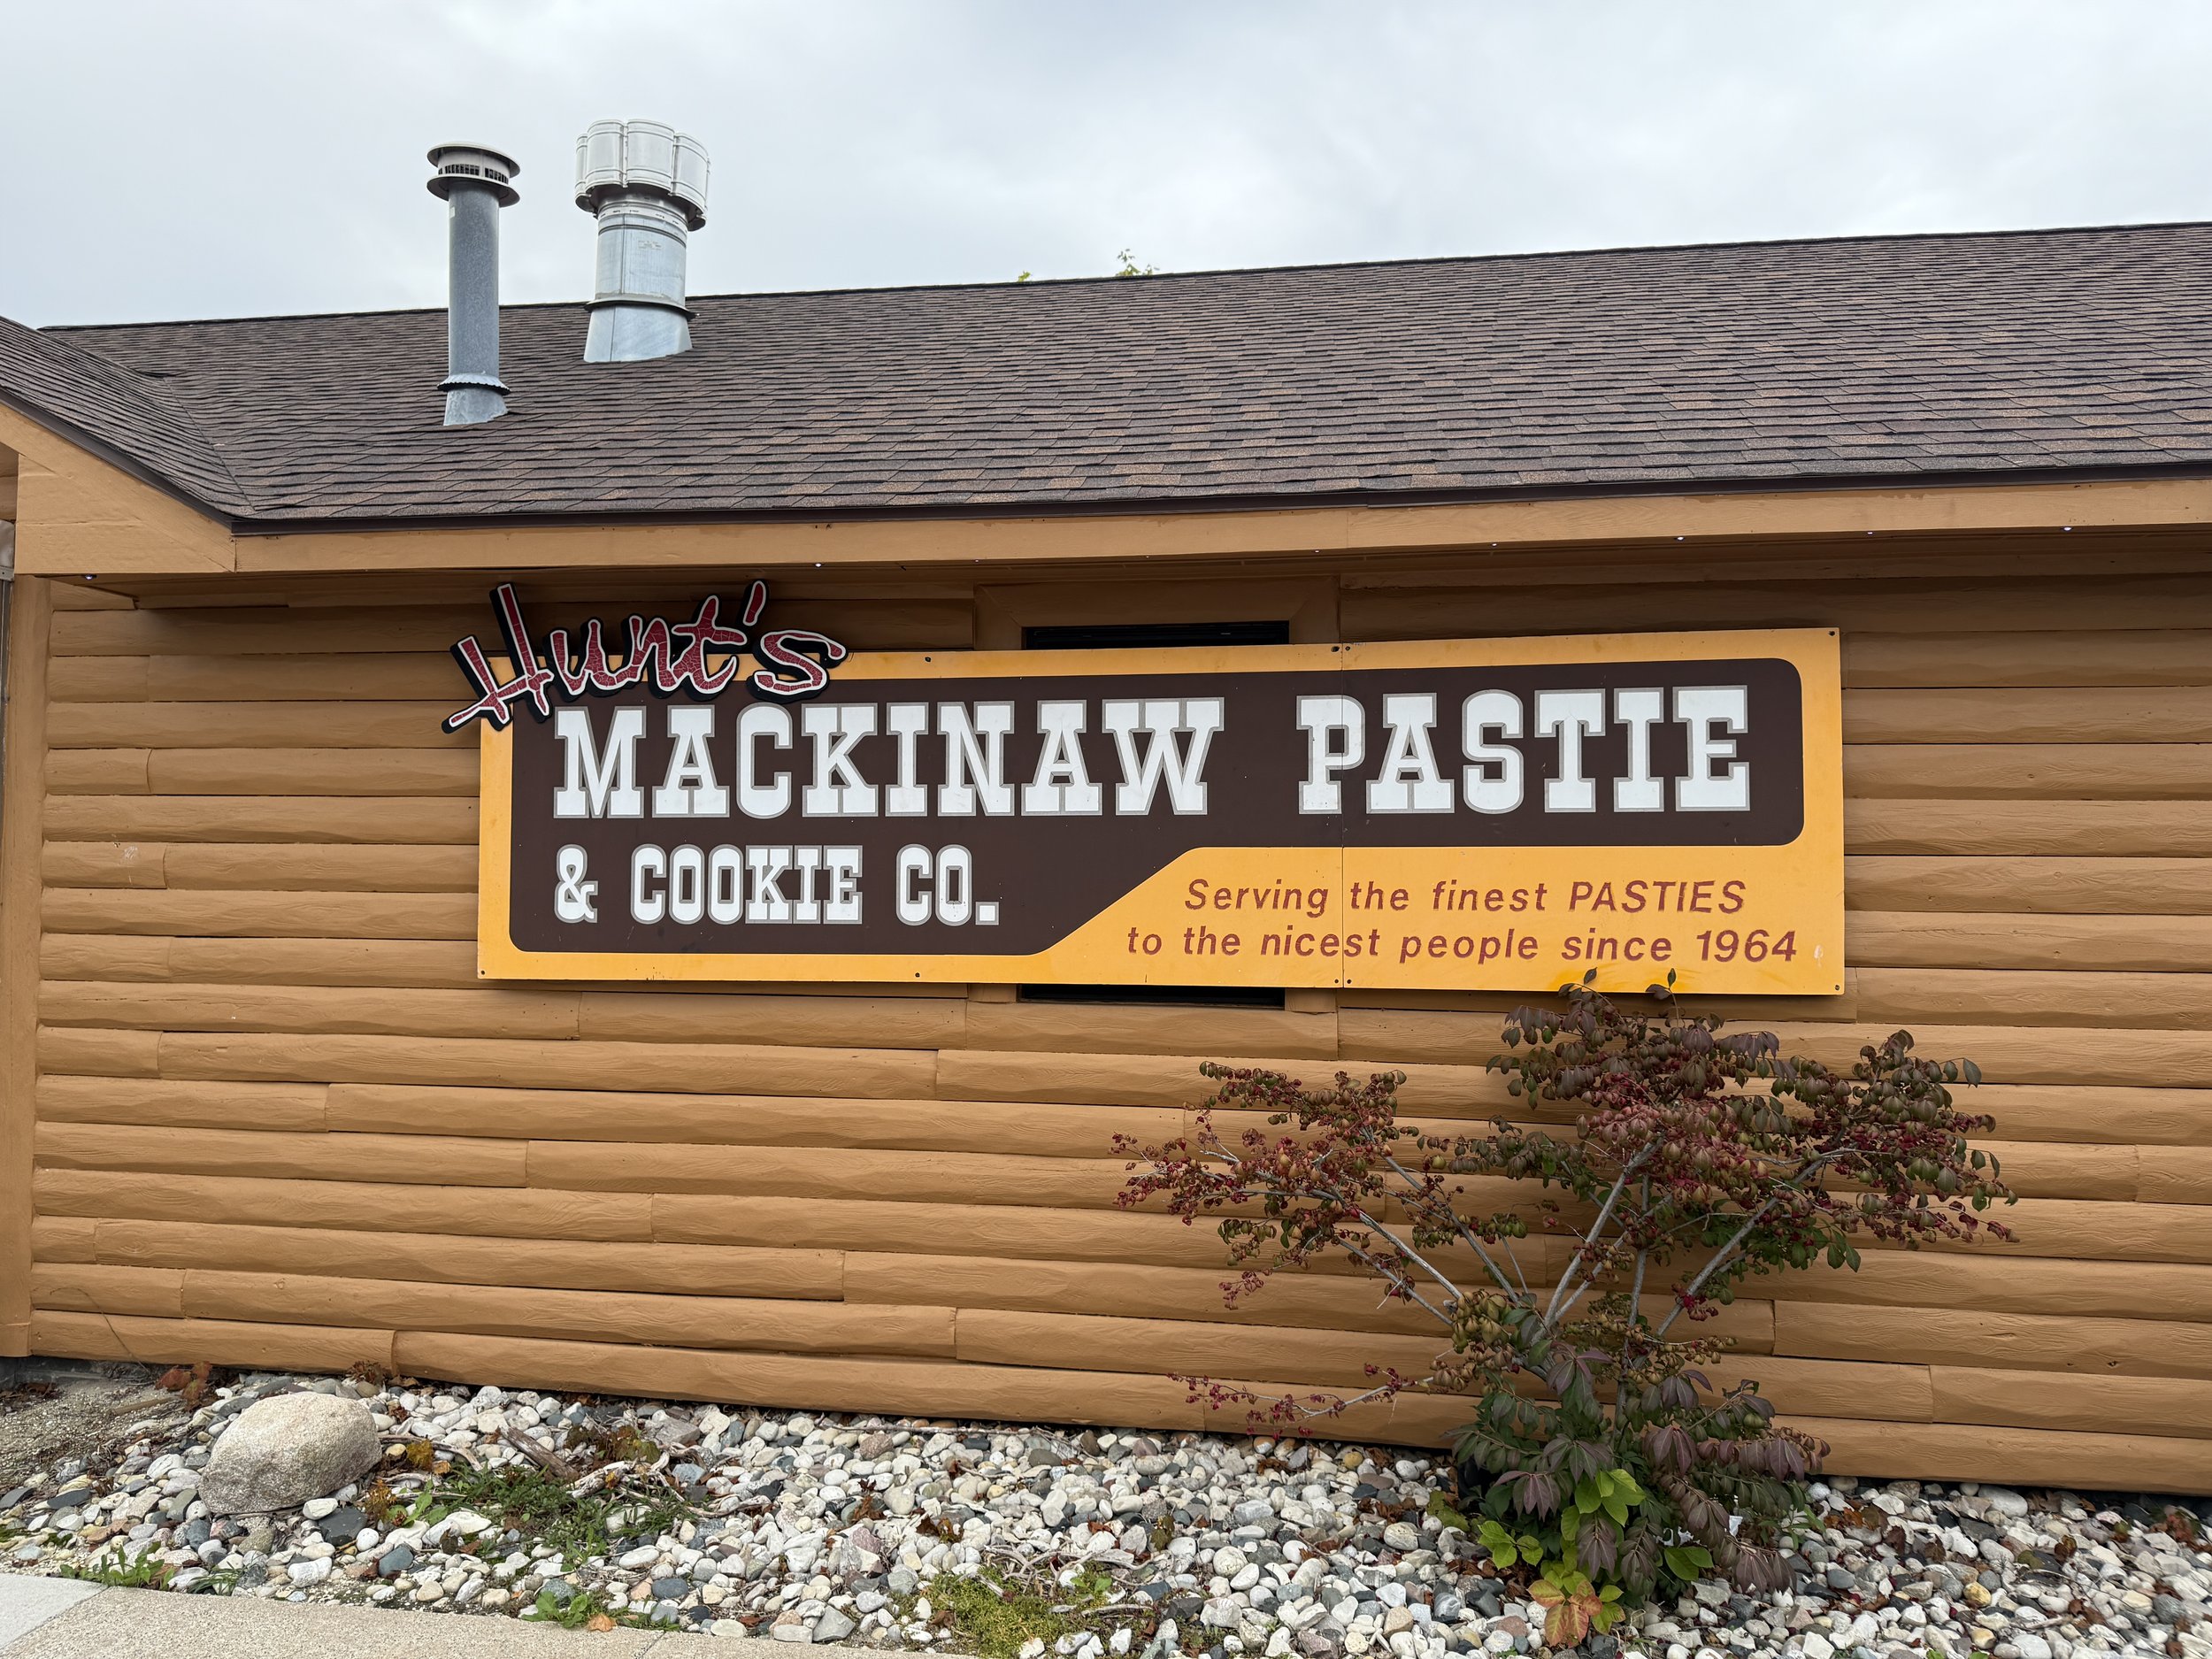 Hunt's
MACKINAW PASTIE
& COOKIE CO.
Serving the finest PASTIES
to the nicest people since 1964